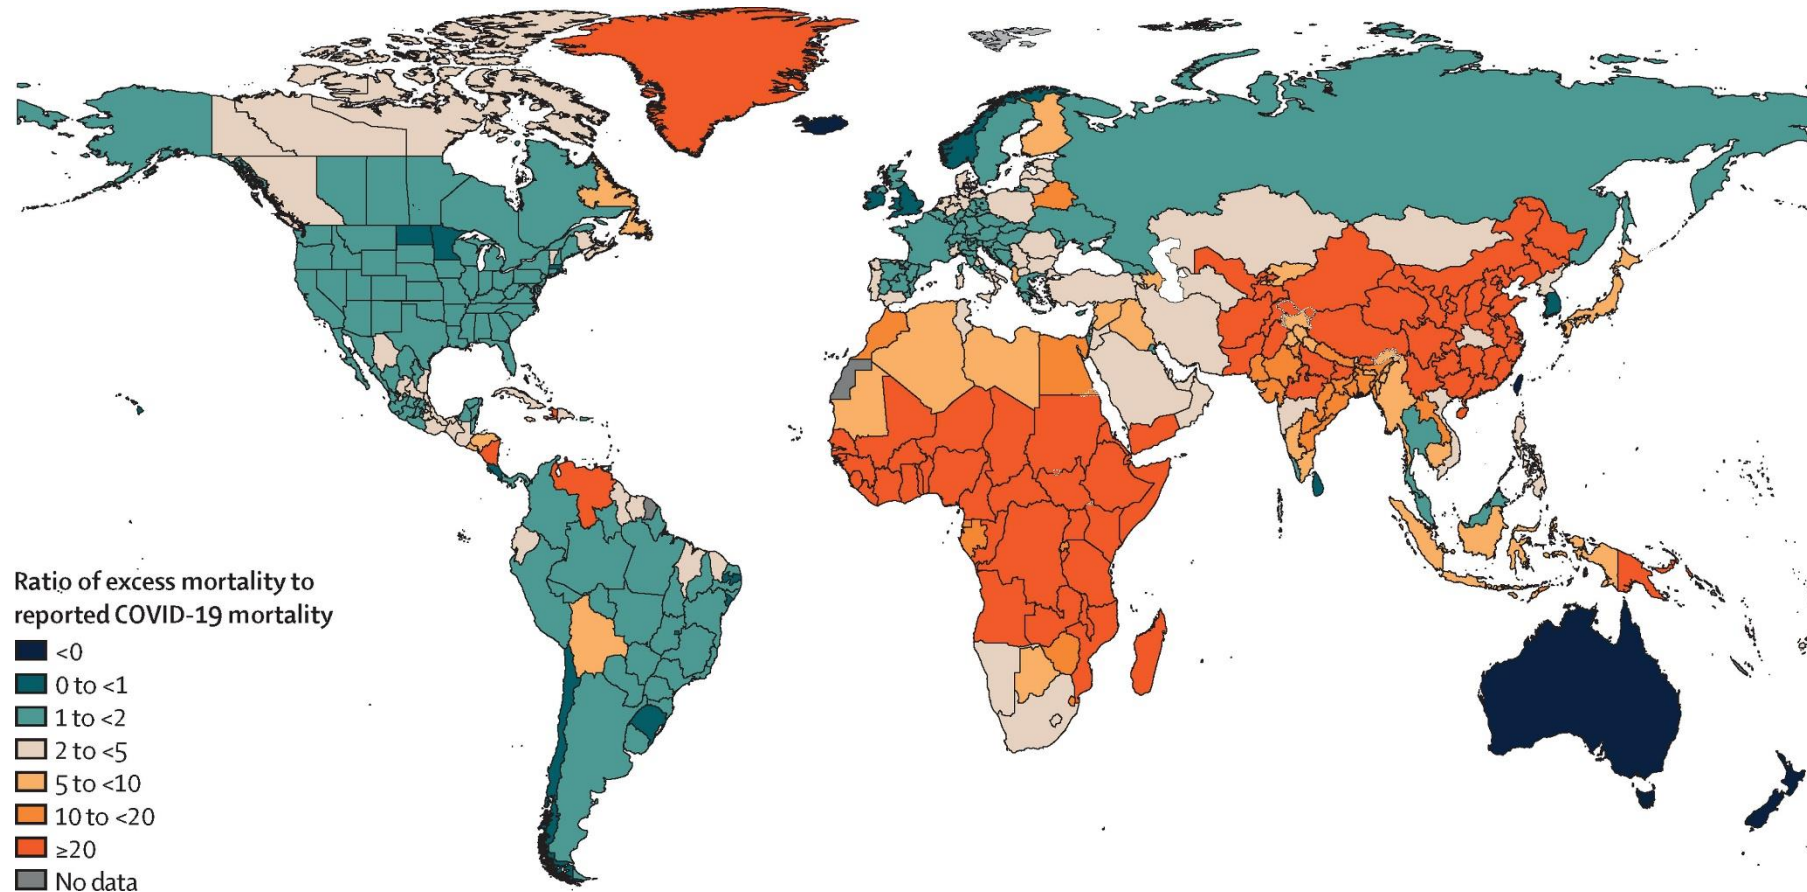 Ratio of excess mortality to
reported COVID-19 mortality
<0
0 to <1
1 to <2
2 to <5
5 to <10
10 to <20
≥20
No data